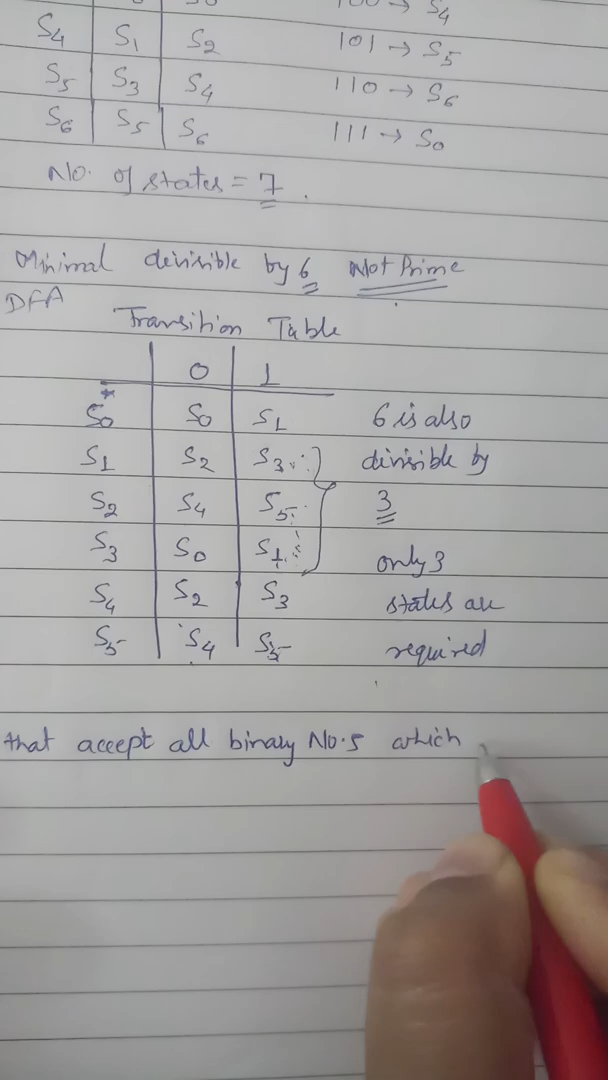 100 → S4
S4 S1 S2 101 → S5
S5 S3 S4 110 → S6
S6 S5 S6 111 → S0
No. of states = 7.
Minimal devisible by 6 Not Prime
DFA
Transition Table
0 1
S0* S0 S1 6 is also
S1 S2 S3 divisible by
S2 S4 S5 3
S3 S0 S1 only 3
S4 S2 S3 states are
S5 S4 S5 required
that accept all binary No.s which